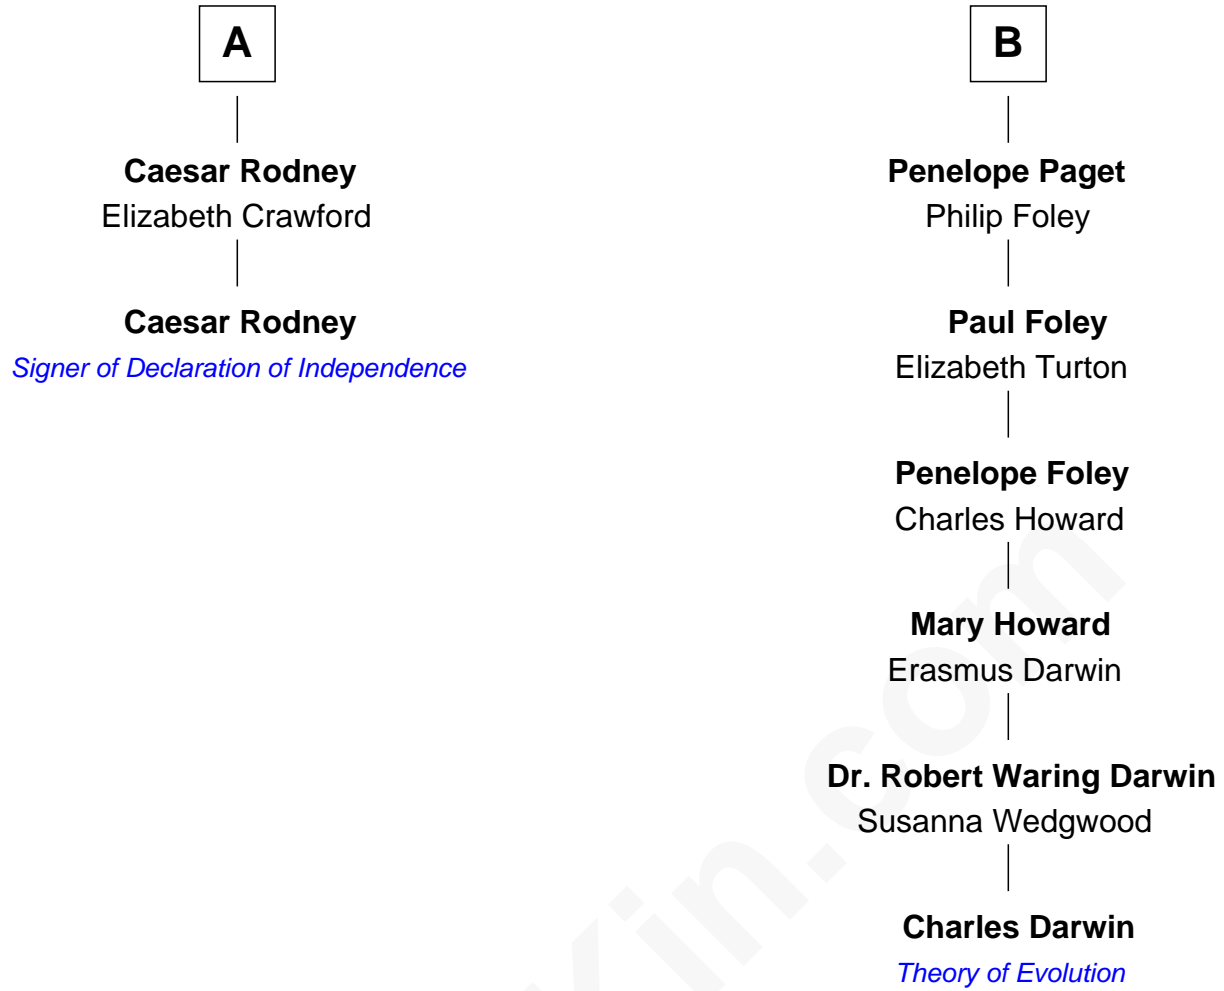 A
Caesar Rodney
Elizabeth Crawford
Caesar Rodney
Signer of Declaration of Independence
B
Penelope Paget
Philip Foley
Paul Foley
Elizabeth Turton
Penelope Foley
Charles Howard
Mary Howard
Erasmus Darwin
Dr. Robert Waring Darwin
Susanna Wedgwood
Charles Darwin
Theory of Evolution
Kin.com